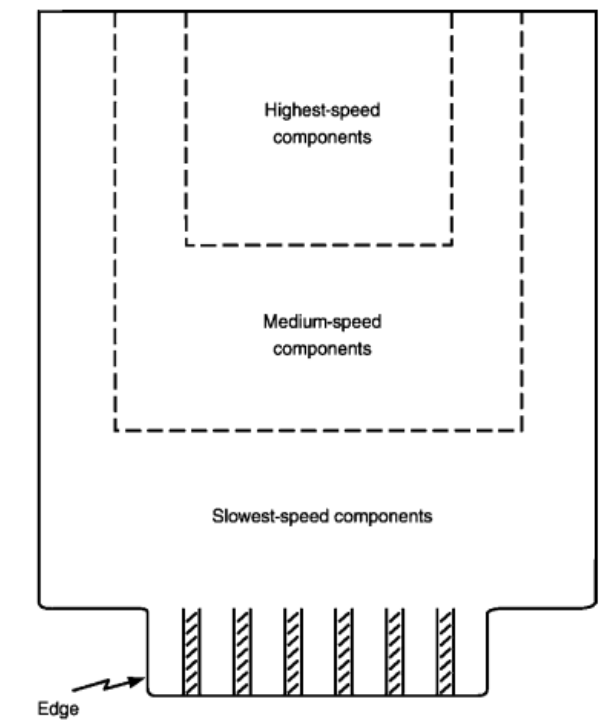 Highest-speed
components
Medium-speed
components
Slowest-speed components
Edge